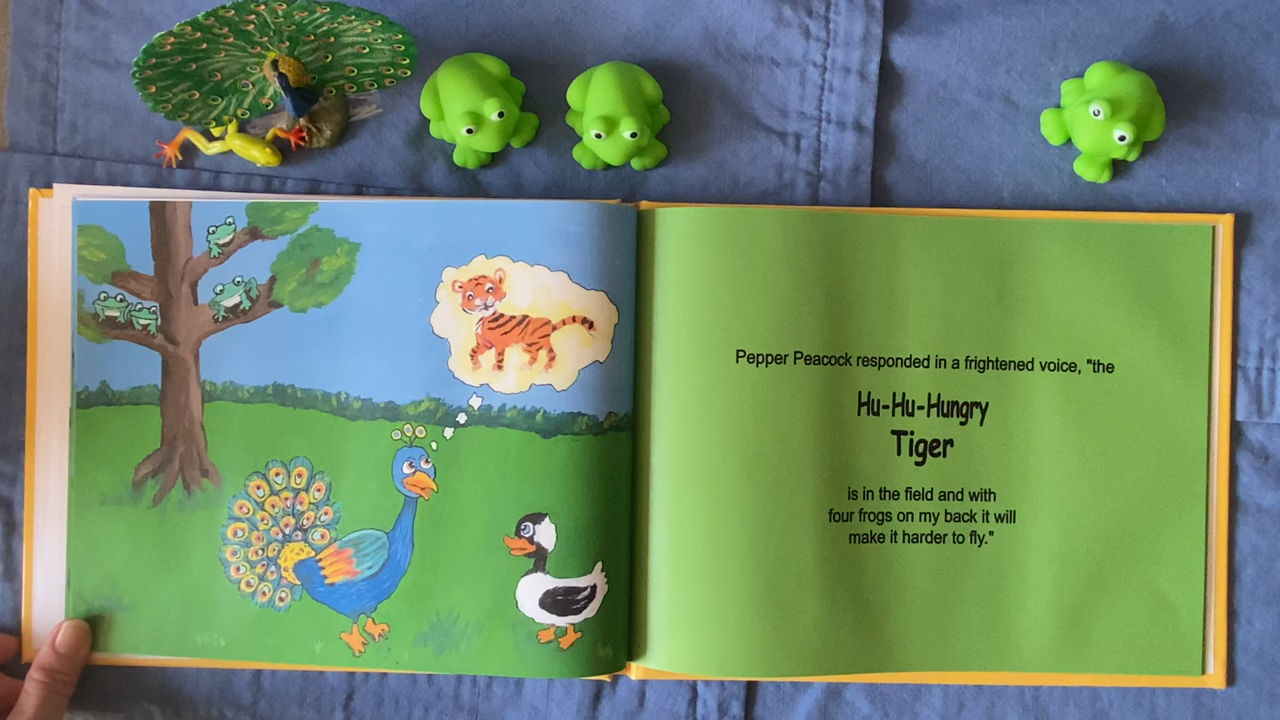 Pepper Peacock responded in a frightened voice, "the
Hu-Hu-Hungry
Tiger
is in the field and with
four frogs on my back it will
make it harder to fly."